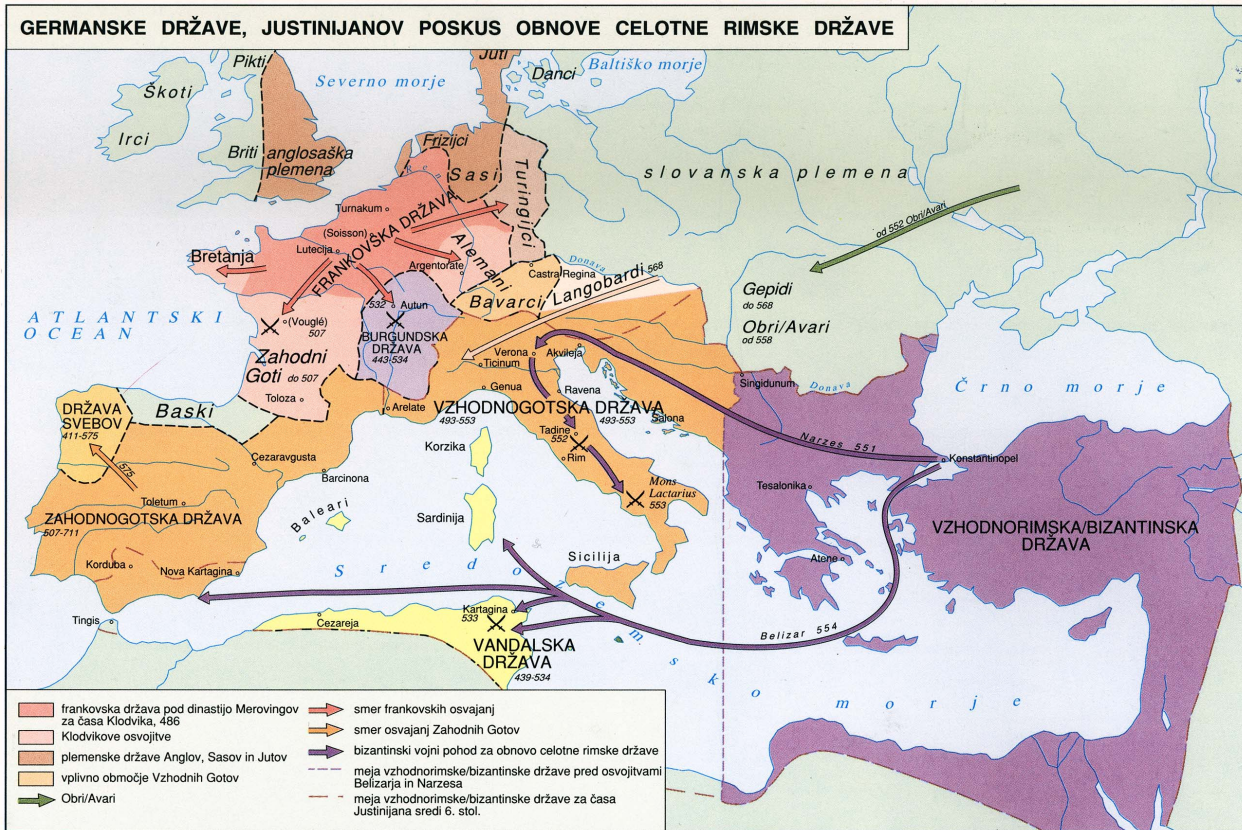 GERMANSKE DRŽAVE, JUSTINIJANOV POSKUS OBNOVE CELOTNE RIMSKE DRŽAVE
Pikti
Škoti
Irci
Briti
anglosaška
plemena
Severno morje
Juti
Danci
Baltiško morje
Frizijci
Ren
Sasi
Turingijci
slovanska plemena
od 552 Obri/Avari
Turnakum
(Soisson)
Lutecija
FRANKOVSKA DRŽAVA
Bretanja
Argentorate
Alemani
Castra Regina
Donava
Bavarci
Langobardi 568
Gepidi
do 568
Obri/Avari
od 558
ATLANTSKI
OCEAN
532
Autun
(Vouglé)
507
BURGUNDSKA
DRŽAVA
443-534
Zahodni
Goti do 507
Toloza
Verona
Akvileja
Ticinum
Genua
Ravena
Singidunum
Donava
Črno morje
DRŽAVA
SVEBOV
411-575
Baski
Arelate
VZHODNOGOTSKA DRŽAVA
493-553
493-553
Salona
Korzika
Tadine
552
Rim
Narzes 551
Konstantinopel
575
Cezaravgusta
Barcinona
Toletum
ZAHODNOGOTSKA DRŽAVA
507-711
Baleari
Sardinija
Mons
Lactarius
553
Tesalonika
VZHODNORIMSKA/BIZANTINSKA
DRŽAVA
Korduba
Nova Kartagina
Sicilija
Atene
Sredozemsko morje
Tingis
Cezareja
Kartagina
533
Belizar 554
VANDALSKA
DRŽAVA
439-534
frankovska država pod dinastijo Merovingov
za časa Klodvika, 486
Klodvikove osvojitve
plemenske države Anglov, Sasov in Jutov
vplivno območje Vzhodnih Gotov
Obri/Avari
smer frankovskih osvajanj
smer osvajanj Zahodnih Gotov
bizantinski vojni pohod za obnovo celotne rimske države
meja vzhodnorimske/bizantinske države pred osvojitvami
Belizarja in Narzesa
meja vzhodnorimske/bizantinske države za časa
Justinijana sredi 6. stol.